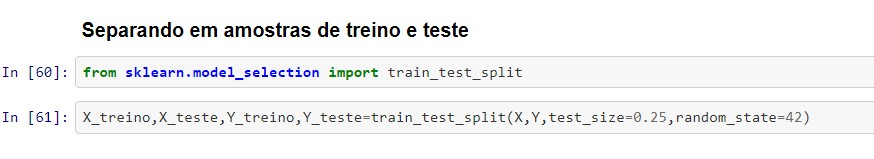 Separando em amostras de treino e teste
In [60]: from sklearn.model_selection import train_test_split
In [61]: X_treino,X_teste,Y_treino,Y_teste=train_test_split(X,Y,test_size=0.25,random_state=42)